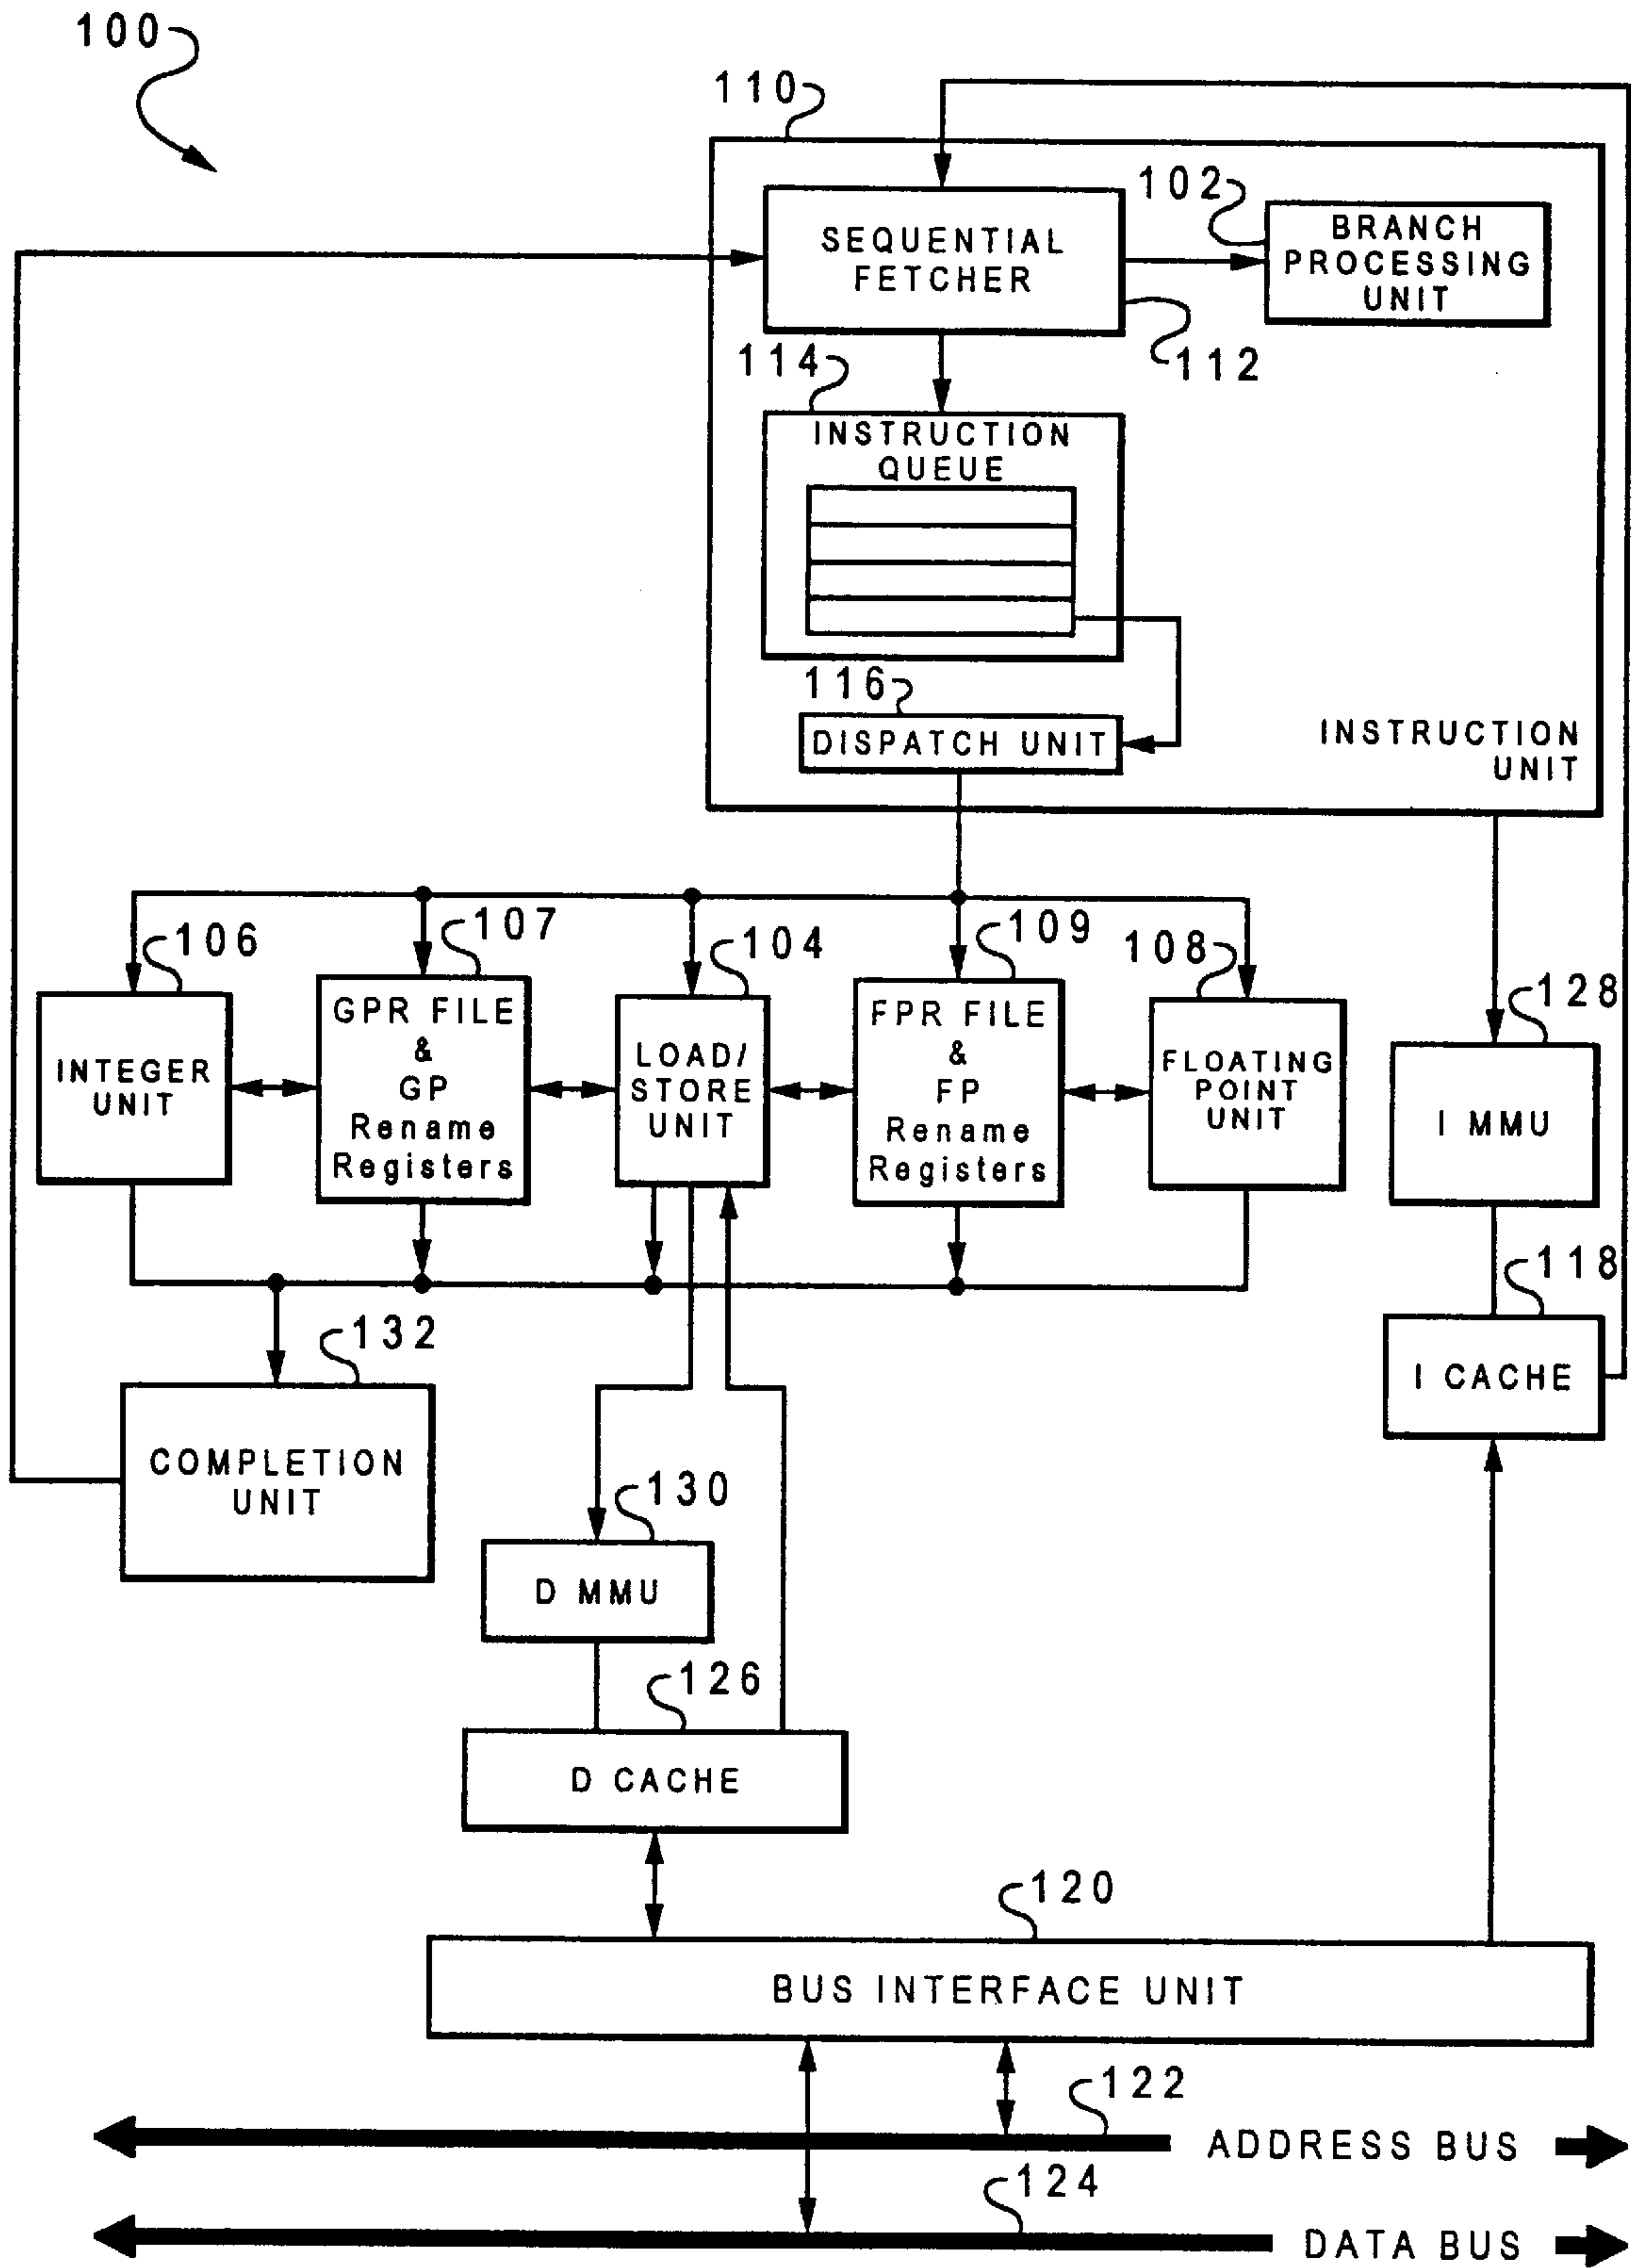 100
110
102
SEQUENTIAL
FETCHER
BRANCH
PROCESSING
UNIT
112
114
INSTRUCTION
QUEUE
116
DISPATCH UNIT
INSTRUCTION
UNIT
106
107
104
109
108
128
INTEGER
UNIT
GPR FILE
&
GP
Rename
Registers
LOAD/
STORE
UNIT
FPR FILE
&
FP
Rename
Registers
FLOATING
POINT
UNIT
I MMU
118
132
I CACHE
COMPLETION
UNIT
130
D MMU
126
D CACHE
120
BUS INTERFACE UNIT
122
ADDRESS BUS
124
DATA BUS